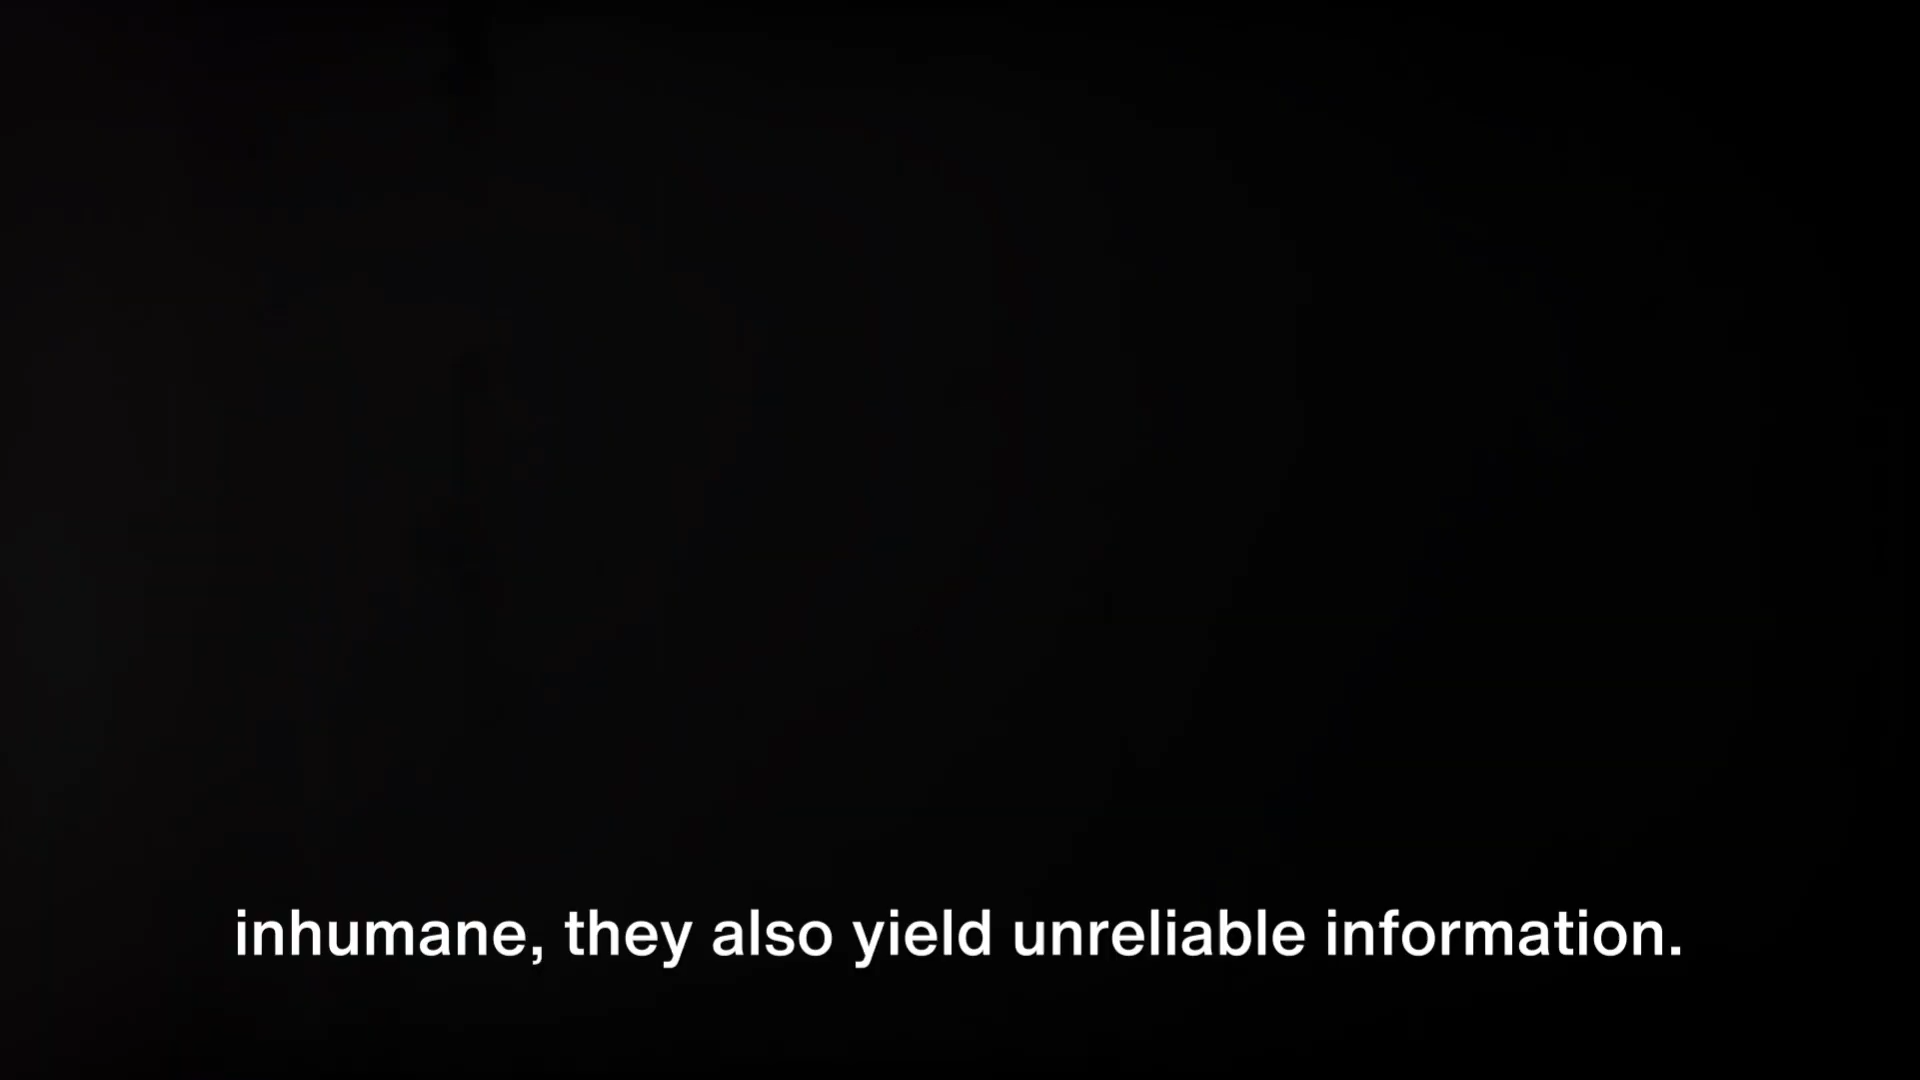 inhumane, they also yield unreliable information.